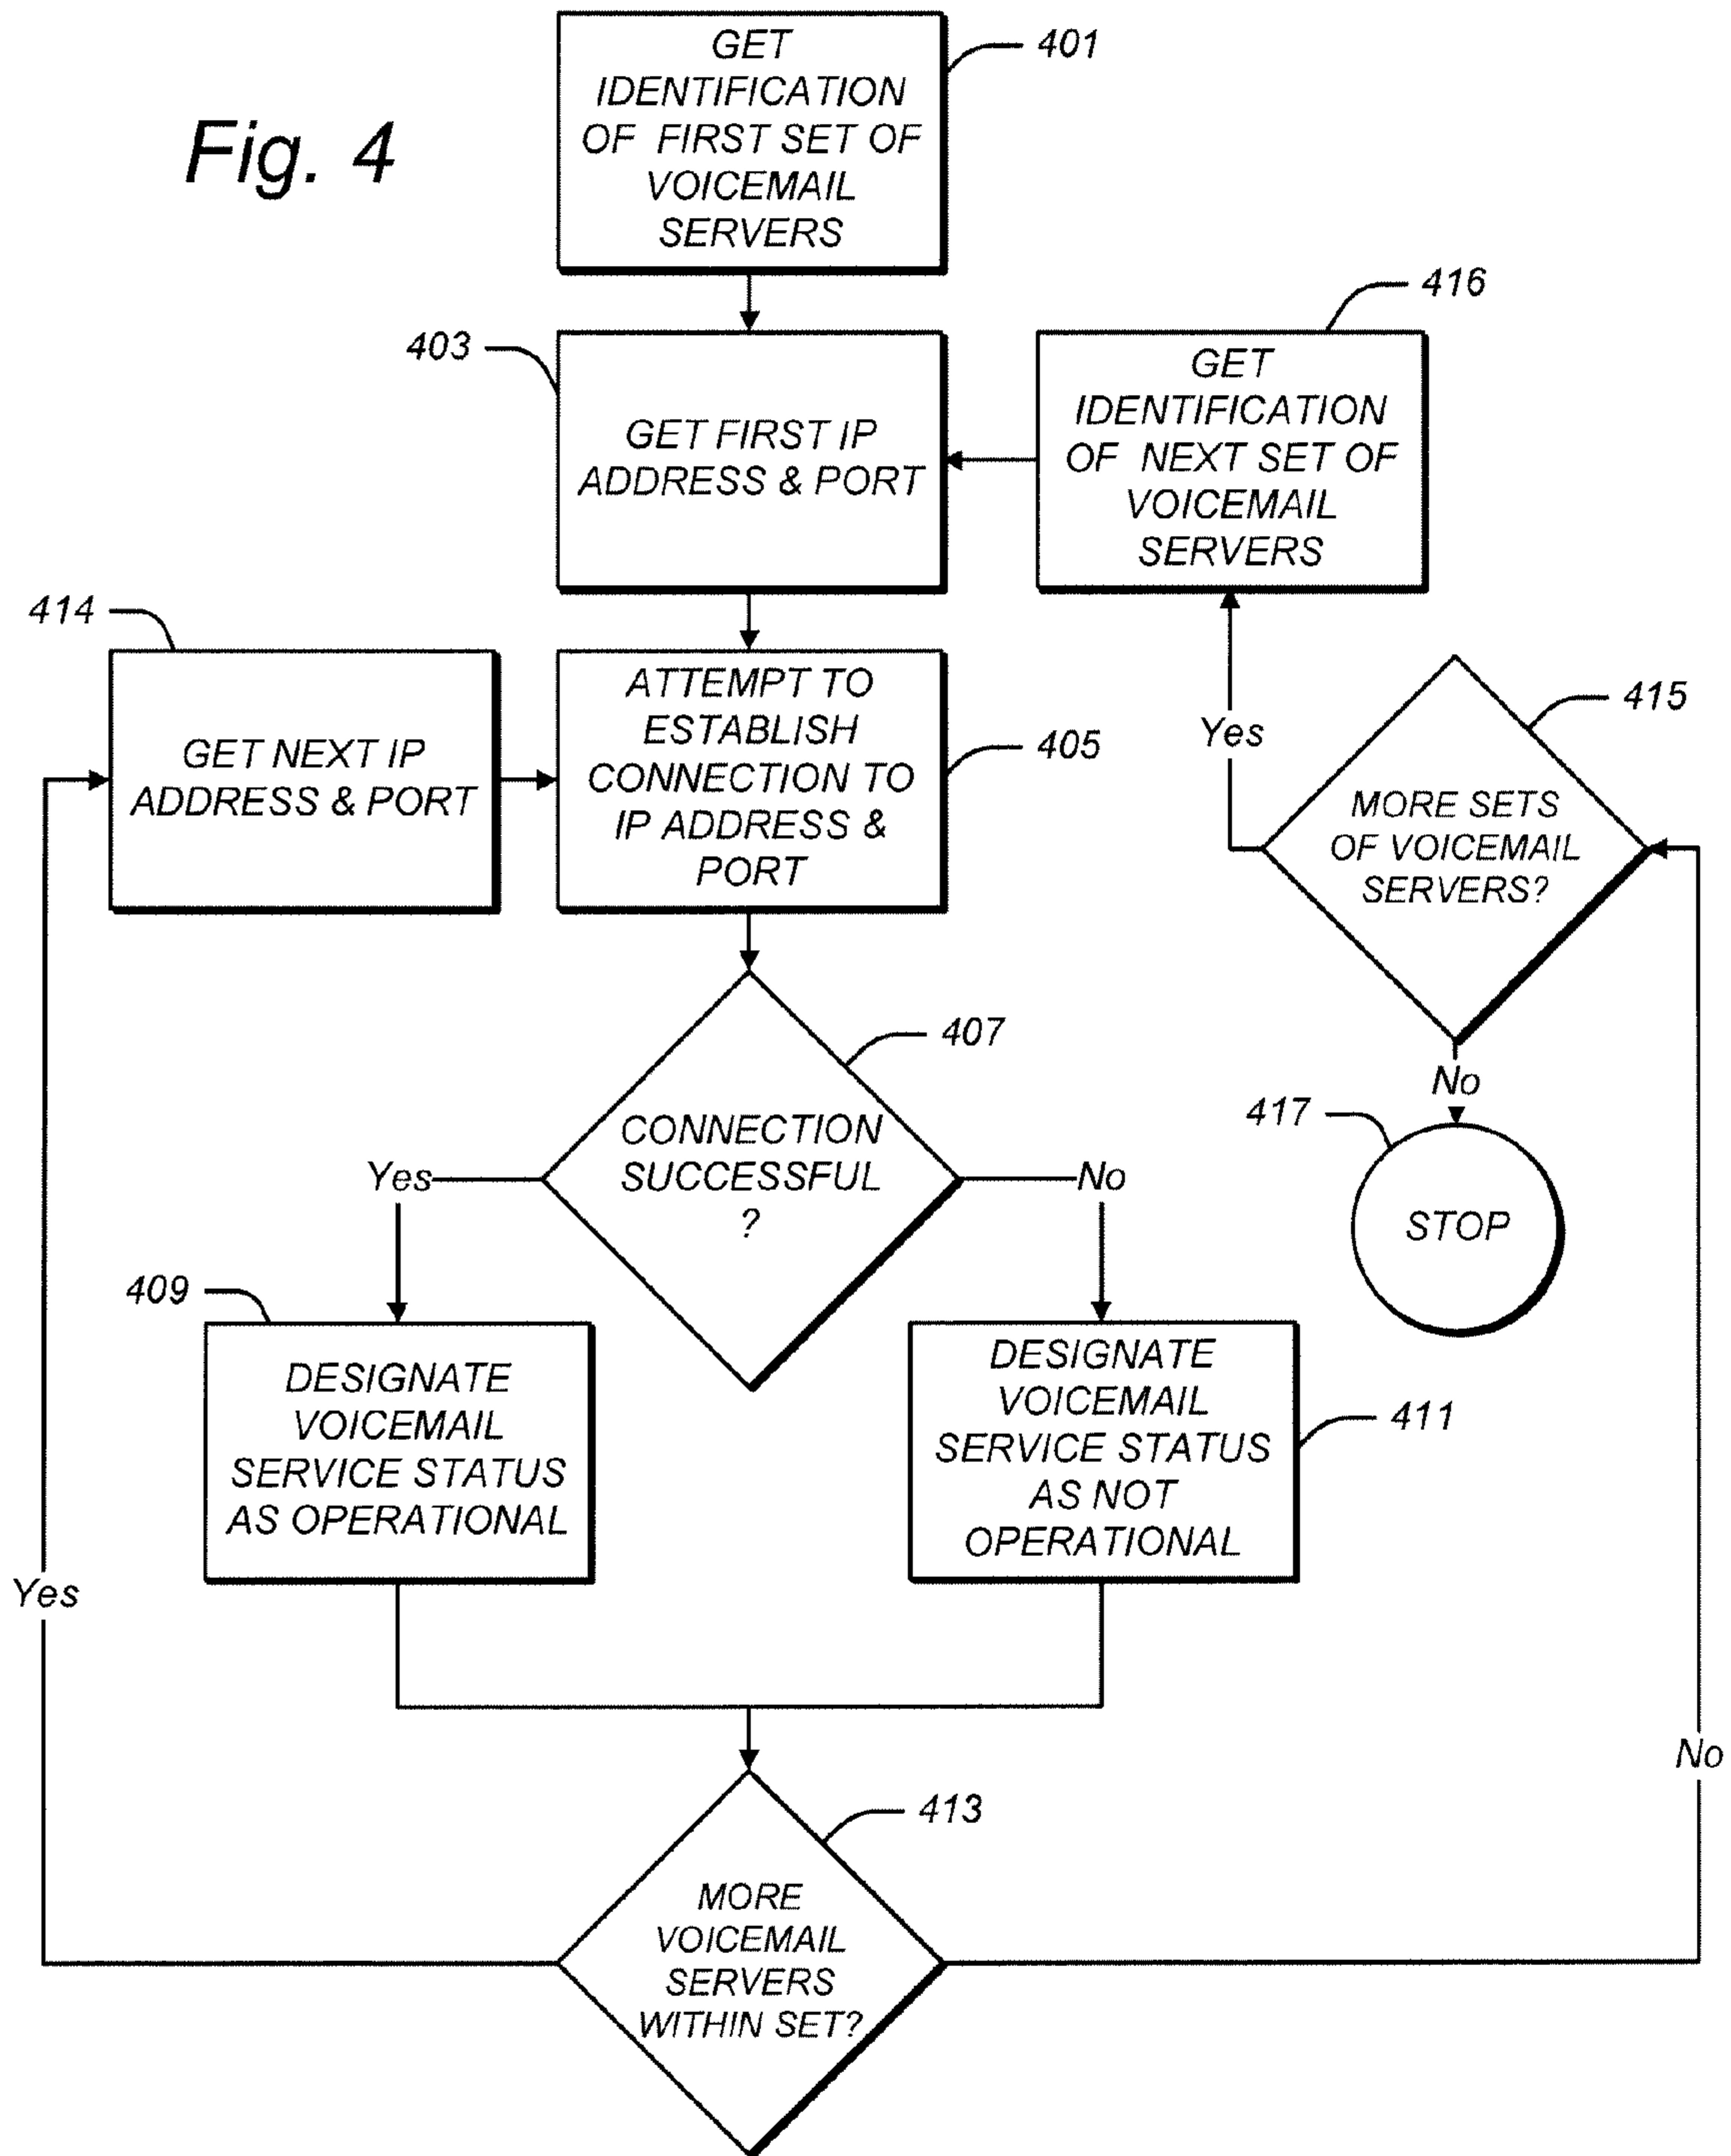 Fig. 4
GET
IDENTIFICATION
OF FIRST SET OF
VOICEMAIL
SERVERS
401
403
GET FIRST IP
ADDRESS & PORT
416
GET
IDENTIFICATION
OF NEXT SET OF
VOICEMAIL
SERVERS
414
GET NEXT IP
ADDRESS & PORT
ATTEMPT TO
ESTABLISH
CONNECTION TO
IP ADDRESS &
PORT
405
Yes
415
MORE SETS
OF VOICEMAIL
SERVERS?
No
417
STOP
407
CONNECTION
SUCCESSFUL
?
Yes
No
409
DESIGNATE
VOICEMAIL
SERVICE STATUS
AS OPERATIONAL
DESIGNATE
VOICEMAIL
SERVICE STATUS
AS NOT
OPERATIONAL
411
Yes
No
413
MORE
VOICEMAIL
SERVERS
WITHIN SET?